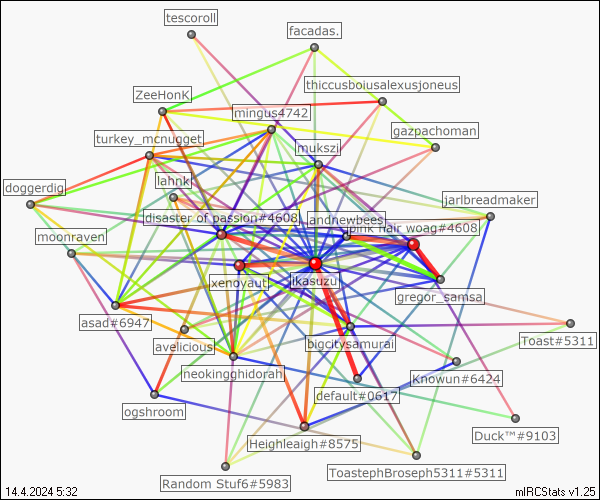 tescoroll
facadas.
thiccusboiusalexusjoneus
ZeeHonK
mingus4742
gazpachoman
turkey_mcnugget
mukszi
doggerdig
lahnk
jarlbreadmaker
disaster of passion#4608
andnewbees
pink Hair woag#4608
moonraven
xenoyaut
ikasuzu
gregor_samsa
asad#6947
avelicious
bigcitysamurai
Toast#5311
neokingghidorah
Knowun#6424
default#0617
ogshroom
Heighleaigh#8575
Duck™#9103
Random Stuf6#5983
ToastephBroseph5311#5311
14.4.2024 5:32
mIRCStats v1.25